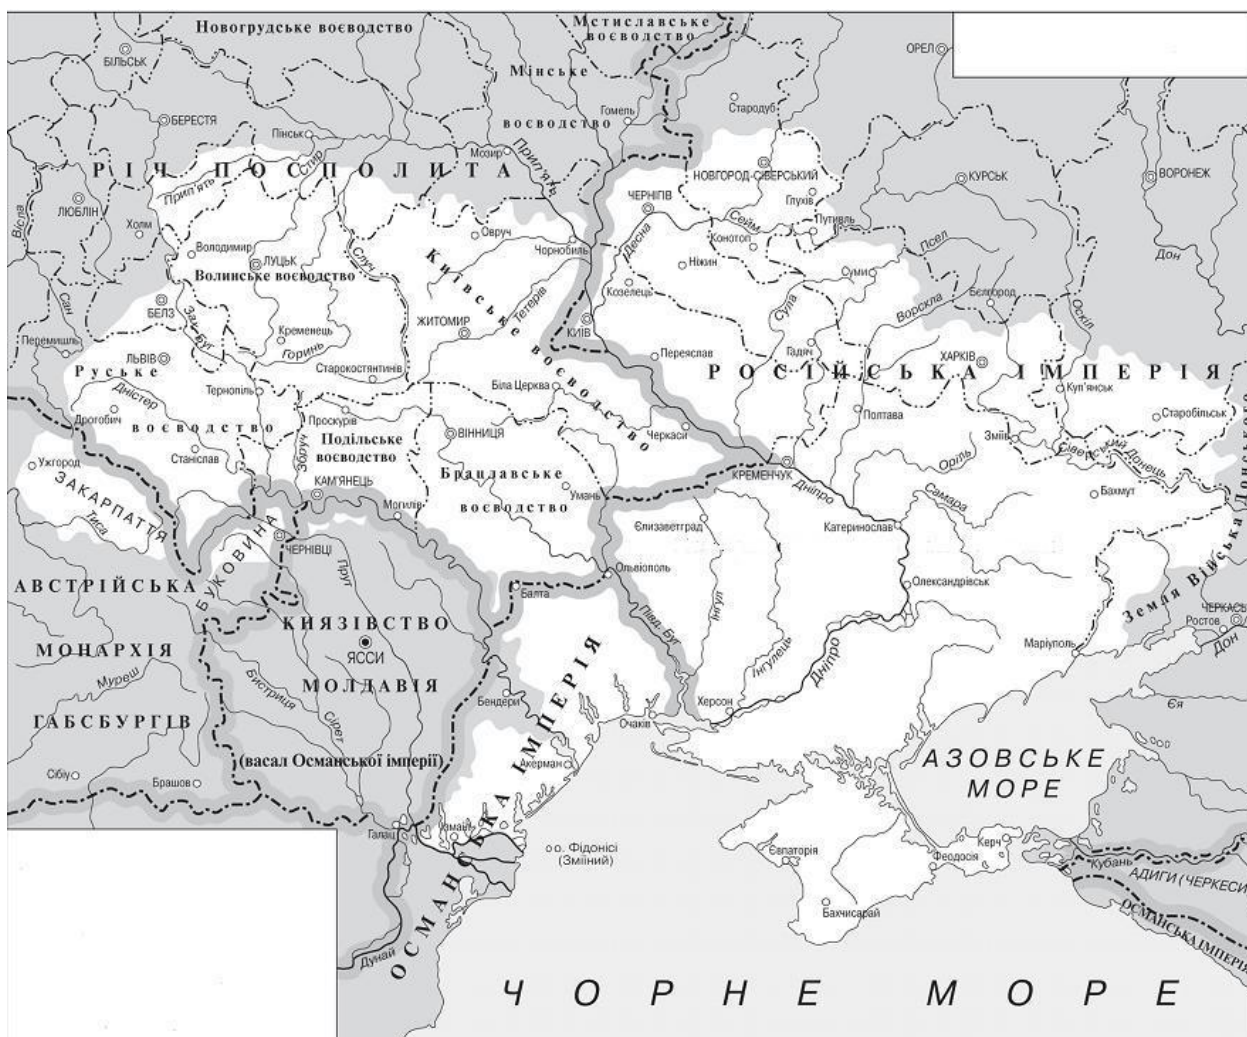 Новогрудське воєводство
Мстиславське
воєводство
ОРЕЛ
БІЛЬСЬК
Мінське
воєводство
Гомель
Стародуб
БЕРЕСТЯ
Пінськ
Мозир
Прип'ять
РІЧ ПОСПОЛИТА
Стир
Прип'ять
НОВГОРОД-СІВЕРСЬКИЙ
КУРСЬК
ВОРОНЕЖ
ЛЮБЛІН
Вісла
Холм
ЧЕРНІГІВ
Глухів
Сейм
Путивль
Овруч
Чорнобиль
Десна
Конотоп
Псел
Дон
Володимир
ЛУЦЬК
Случ
Волинське воєводство
Київське воєводство
Ніжин
Суми
Козелець
Сула
Ворскла
Бєлгород
Оскіл
Сан
БЕЛЗ
Зах. Буг
Тетерів
ЖИТОМИР
КИЇВ
Кременець
Горинь
Перемишль
ЛЬВІВ
Переяслав
Гадяч
ХАРКІВ
Руське
воєводство
РОСІЙСЬКА ІМПЕРІЯ
Старокостянтинів
Тернопіль
Біла Церква
Куп'янськ
Дністер
Дрогобич
Проскурів
Полтава
Старобільськ
Збруч
Подільське
воєводство
ВІННИЦЯ
Черкаси
Зміїв
Сіверський Донець
Станіслав
Ужгород
ЗАКАРПАТТЯ
Тиса
КАМ'ЯНЕЦЬ
Брацлавське
воєводство
Умань
КРЕМЕНЧУК
Дніпро
Оріль
Самара
Бахмут
Могилів
Єлизаветград
Катеринослав
БУКОВИНА
ЧЕРНІВЦІ
Прут
АВСТРІЙСЬКА
МОНАРХІЯ
ГАБСБУРГІВ
Балта
Ольвіополь
Олександрівськ
Земля Війська Донського
ЧЕРКАСЬК
Ростов
Дон
КНЯЗІВСТВО
ЯССИ
МОЛДАВІЯ
Півд. Буг
Інгул
Інгулець
Дніпро
Маріуполь
Муреш
Бистриця
Сірет
Бендери
Очаків
Херсон
Єя
(васал Османської імперії)
Акерман
АЗОВСЬКЕ
МОРЕ
Сібіу
Брашов
Галац
Ізмаїл
ОСМАНСЬКА ІМПЕРІЯ
о. Фідонісі
(Зміїний)
Євпаторія
Феодосія
Керч
Кубань
АДИГИ (ЧЕРКЕСИ)
ОСМАНСЬКА ІМПЕРІЯ
Бахчисарай
Дунай
ЧОРНЕ МОРЕ